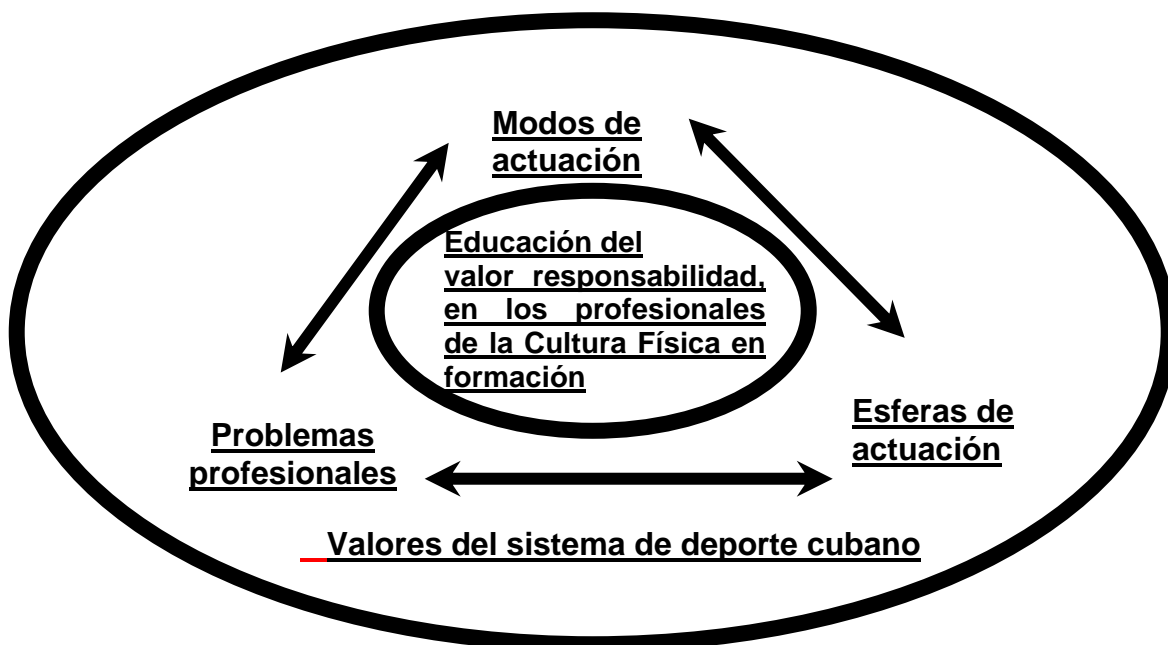 Modos de
actuación
Educación del
valor responsabilidad,
en los profesionales
de la Cultura Física en
formación
Problemas
profesionales
Esferas de
actuación
Valores del sistema de deporte cubano